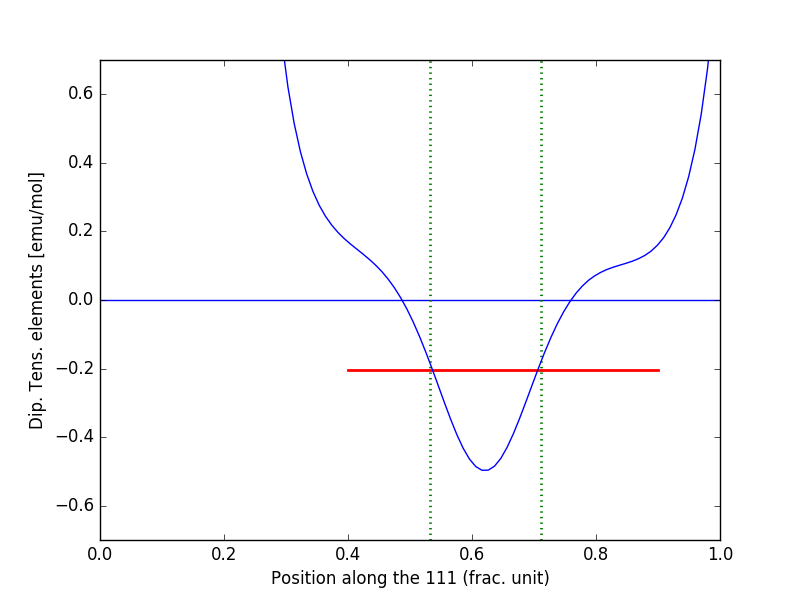 0.6
0.4
0.2
0.0
−0.2
−0.4
−0.6
Dip. Tens. elements [emu/mol]
0.0 0.2 0.4 0.6 0.8 1.0
Position along the 111 (frac. unit)